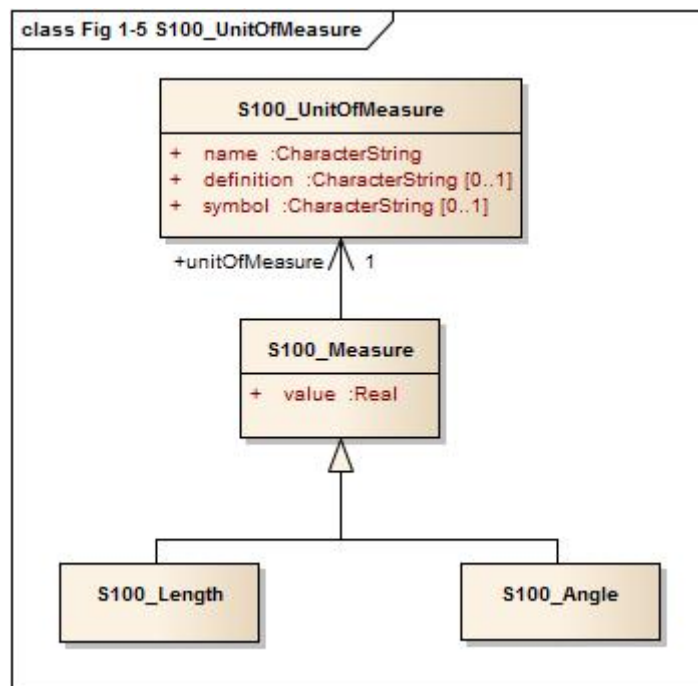 class Fig 1-5 S100_UnitOfMeasure
S100_UnitOfMeasure
+ name :CharacterString
+ definition :CharacterString [0..1]
+ symbol :CharacterString [0..1]
+unitOfMeasure 1
S100_Measure
+ value :Real
S100_Length S100_Angle